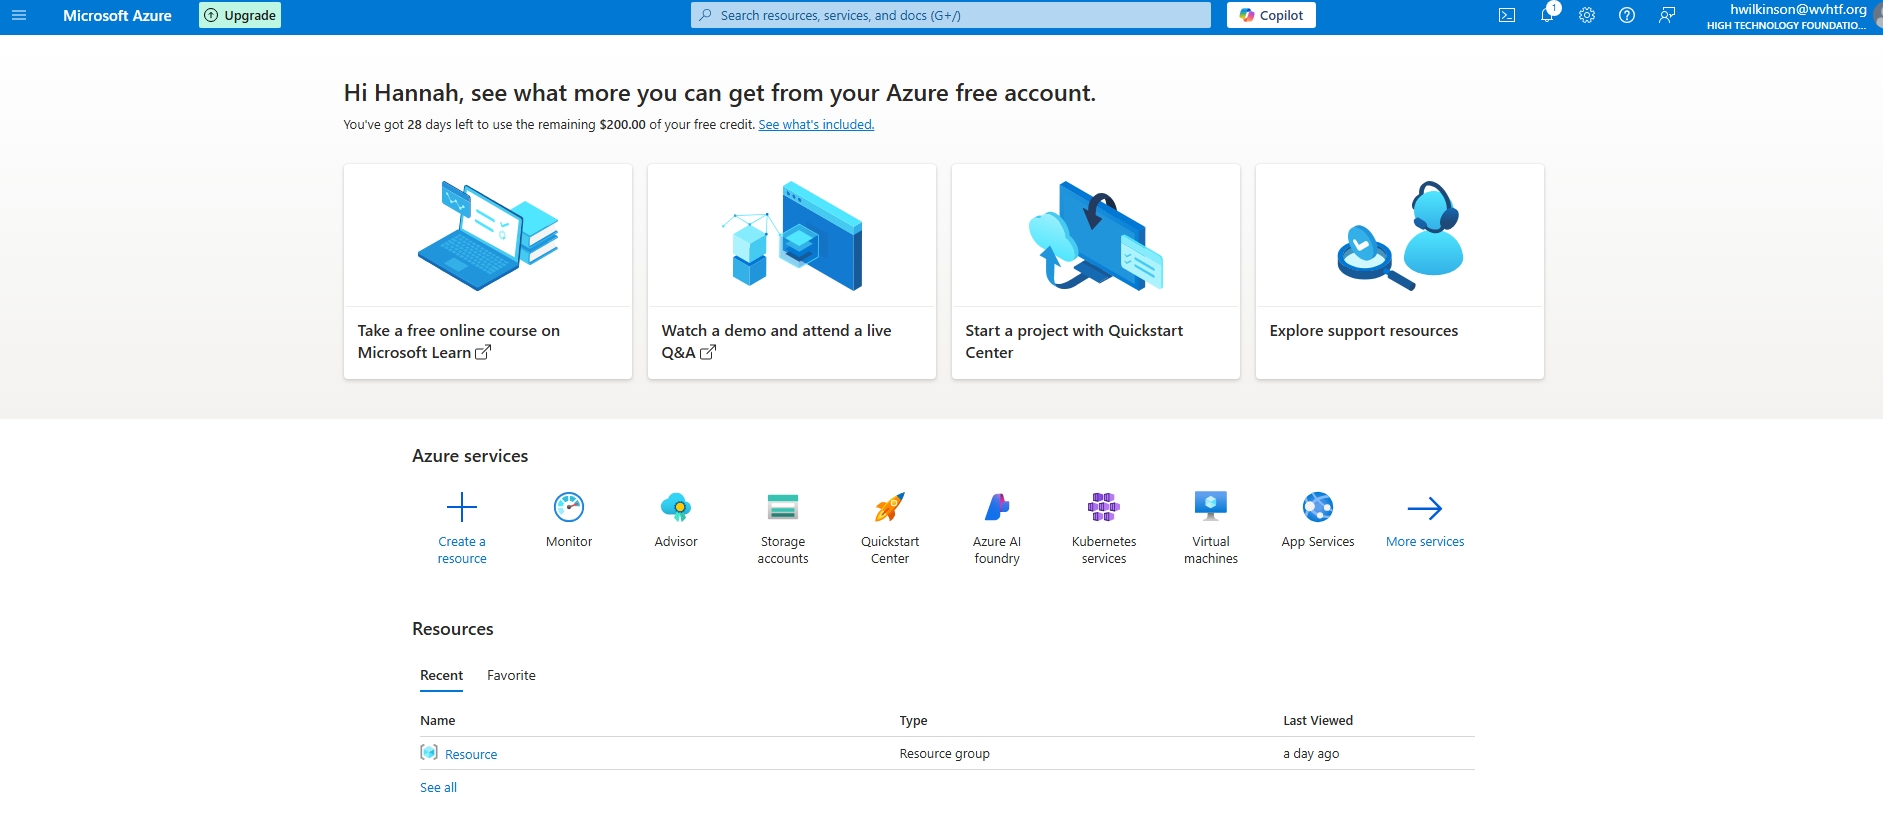 Microsoft Azure
Upgrade
Search resources, services, and docs (G+/)
Copilot
1
hwilkinson@wvhtf.org
HIGH TECHNOLOGY FOUNDATIO...
Hi Hannah, see what more you can get from your Azure free account.
You've got 28 days left to use the remaining $200.00 of your free credit. See what's included.
Take a free online course on
Microsoft Learn
Watch a demo and attend a live
Q&A
Start a project with Quickstart
Center
Explore support resources
Azure services
Create a
resource
Monitor
Advisor
Storage
accounts
Quickstart
Center
Azure AI
foundry
Kubernetes
services
Virtual
machines
App Services
More services
Resources
Recent
Favorite
Name
Type
Last Viewed
Resource
Resource group
a day ago
See all